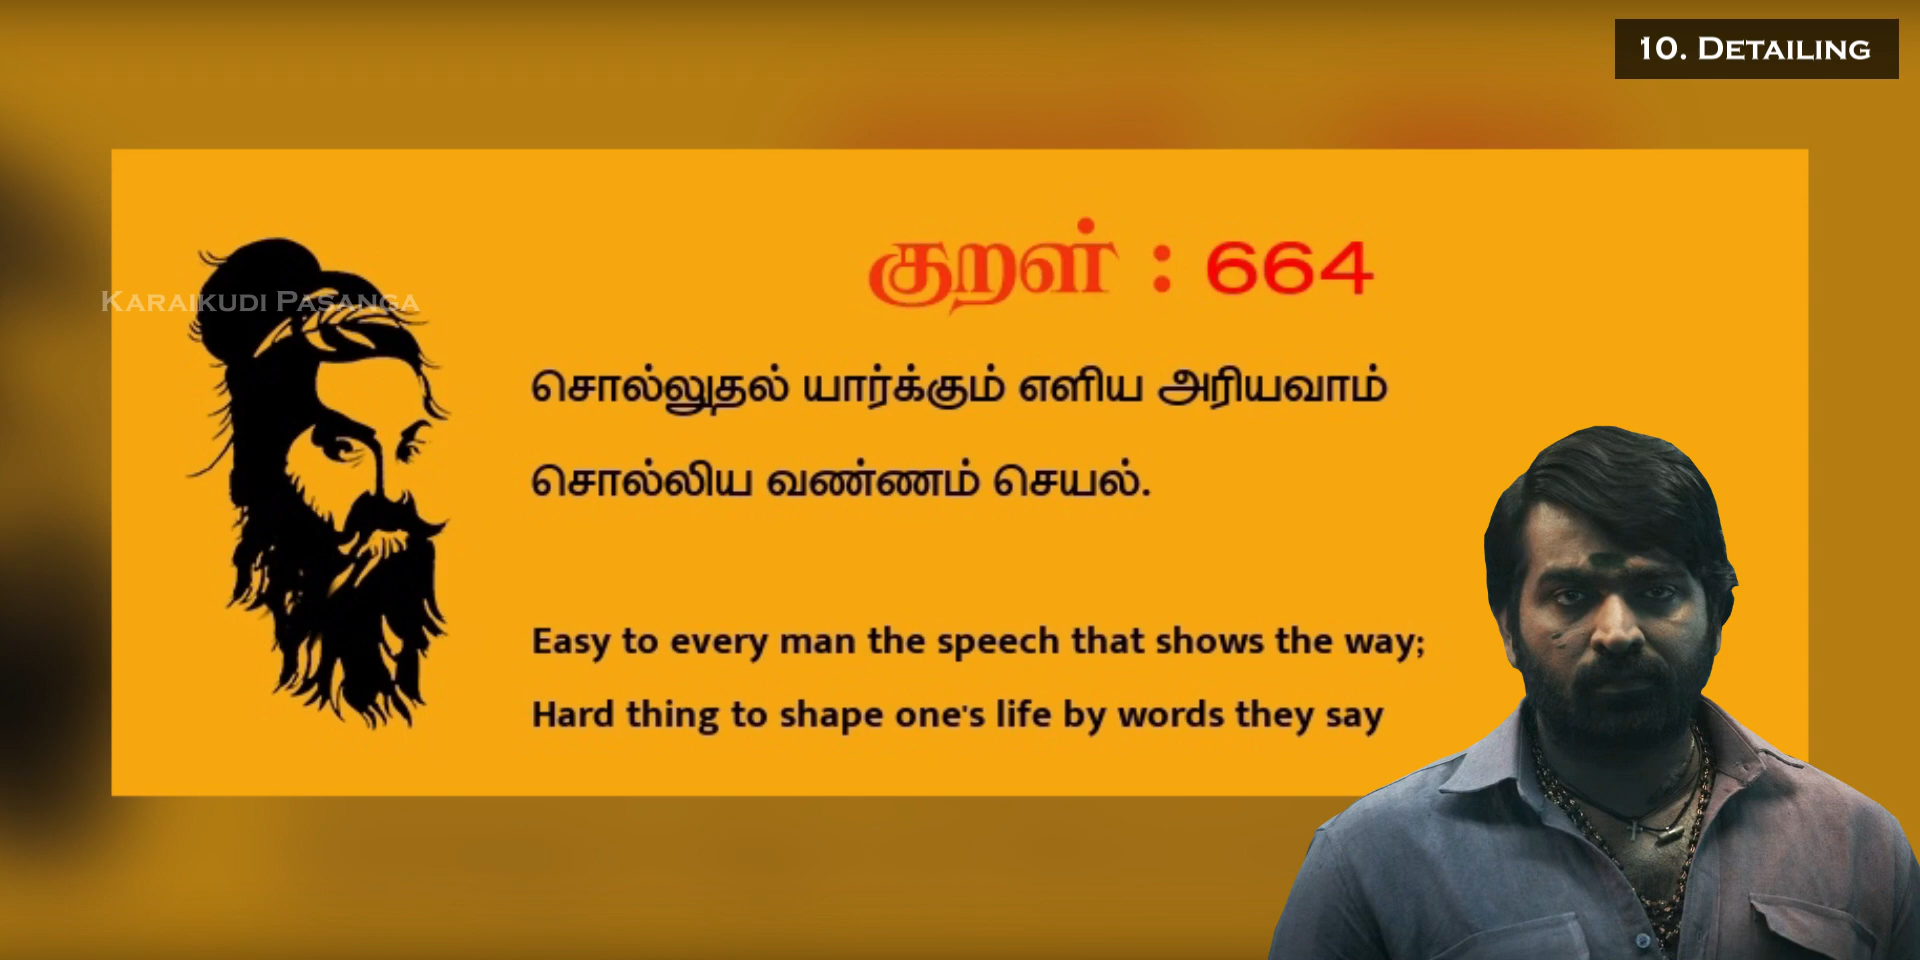 10. Detailing
Karaikudi Pasanga
குறள் : 664
சொல்லுதல் யார்க்கும் எளிய அரியவாம்
சொல்லிய வண்ணம் செயல்.
Easy to every man the speech that shows the way;
Hard thing to shape one's life by words they say